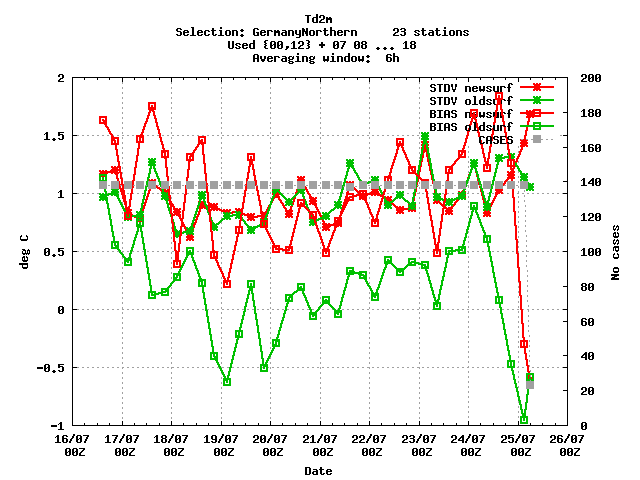 Td2m
Selection: GermanyNorthern 23 stations
Used {00,12} + 07 08 ... 18
Averaging window: 6h
2
1.5
1
0.5
0
-0.5
-1
deg C
200
180
160
140
120
100
80
60
40
20
0
No cases
STDV newsurf
STDV oldsurf
BIAS newsurf
BIAS oldsurf
CASES
16/07 17/07 18/07 19/07 20/07 21/07 22/07 23/07 24/07 25/07 26/07
00Z 00Z 00Z 00Z 00Z 00Z 00Z 00Z 00Z 00Z 00Z
Date